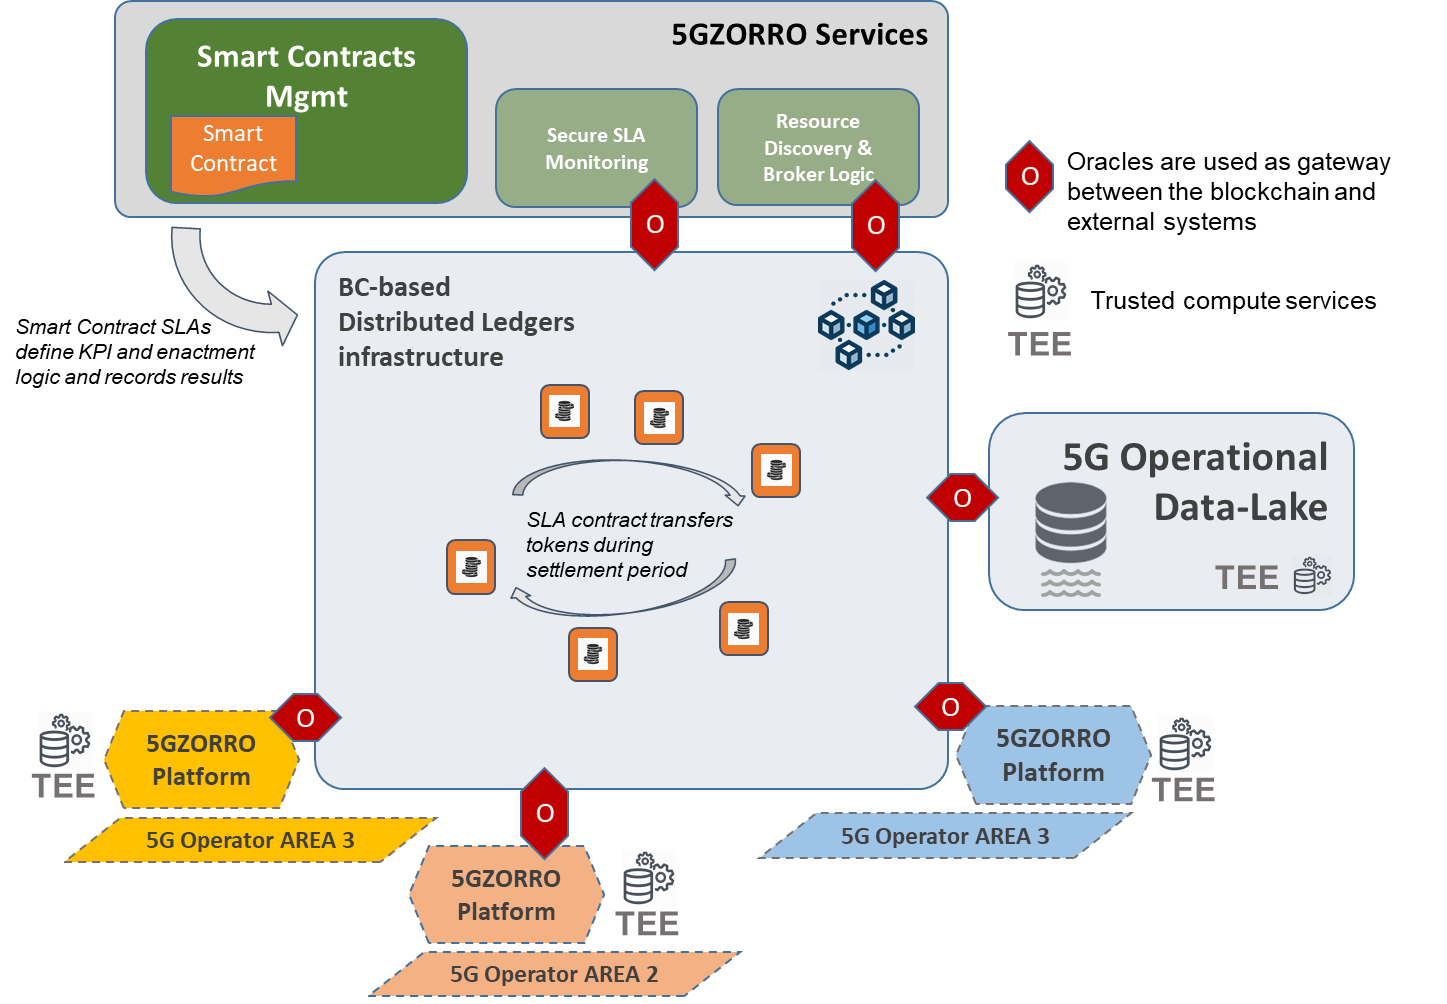 5GZORRO Services
Smart Contracts
Mgmt
Smart
Contract
Secure SLA
Monitoring
Resource
Discovery &
Broker Logic
O
O
O
Oracles are used as gateway
between the blockchain and
external systems
TEE
Trusted compute services
Smart Contract SLAs
define KPI and enactment
logic and records results
BC-based
Distributed Ledgers
infrastructure
SLA contract transfers
tokens during
settlement period
O
5G Operational
Data-Lake
TEE
O
5GZORRO
Platform
TEE
5G Operator AREA 3
O
5GZORRO
Platform
TEE
5G Operator AREA 2
O
5GZORRO
Platform
TEE
5G Operator AREA 3